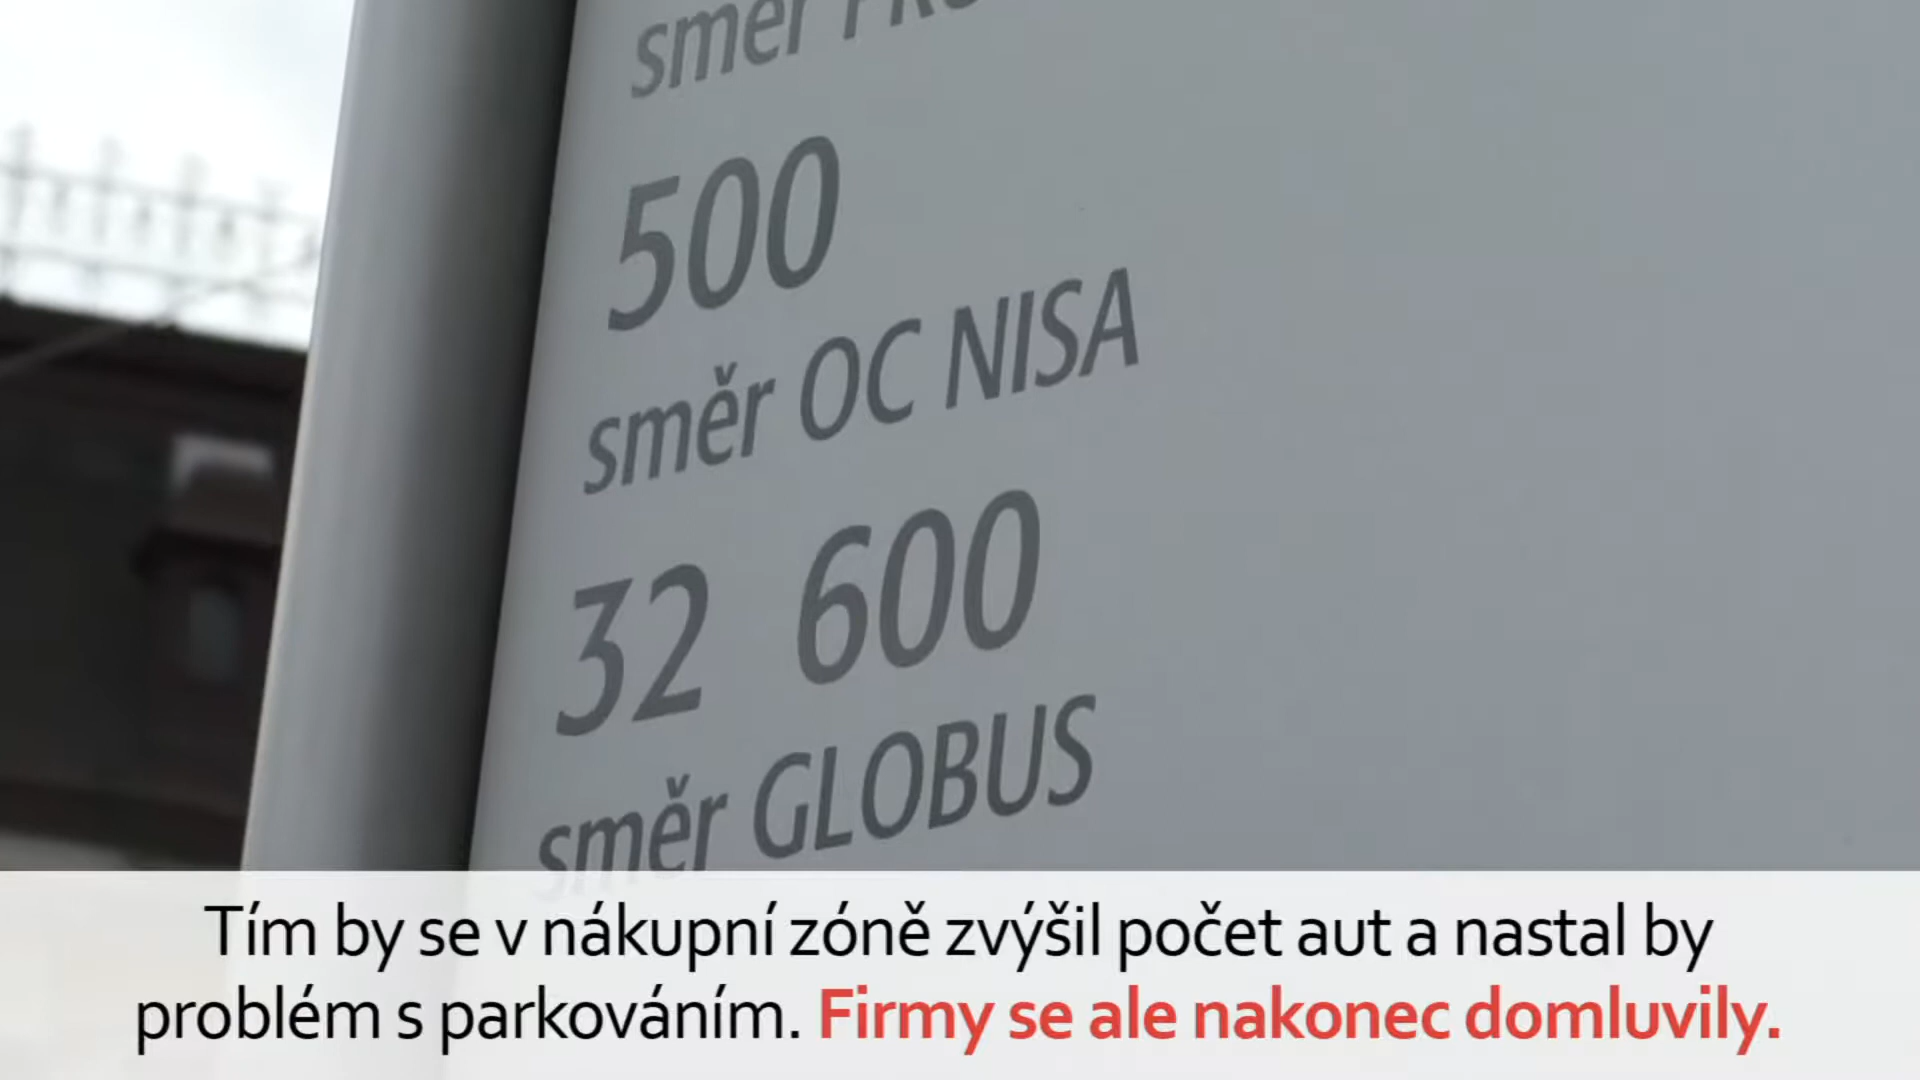 směr
500
směr OC NISA
32 600
směr GLOBUS
Tím by se v nákupní zóně zvýšil počet aut a nastal by
problém s parkováním. Firmy se ale nakonec domluvily.